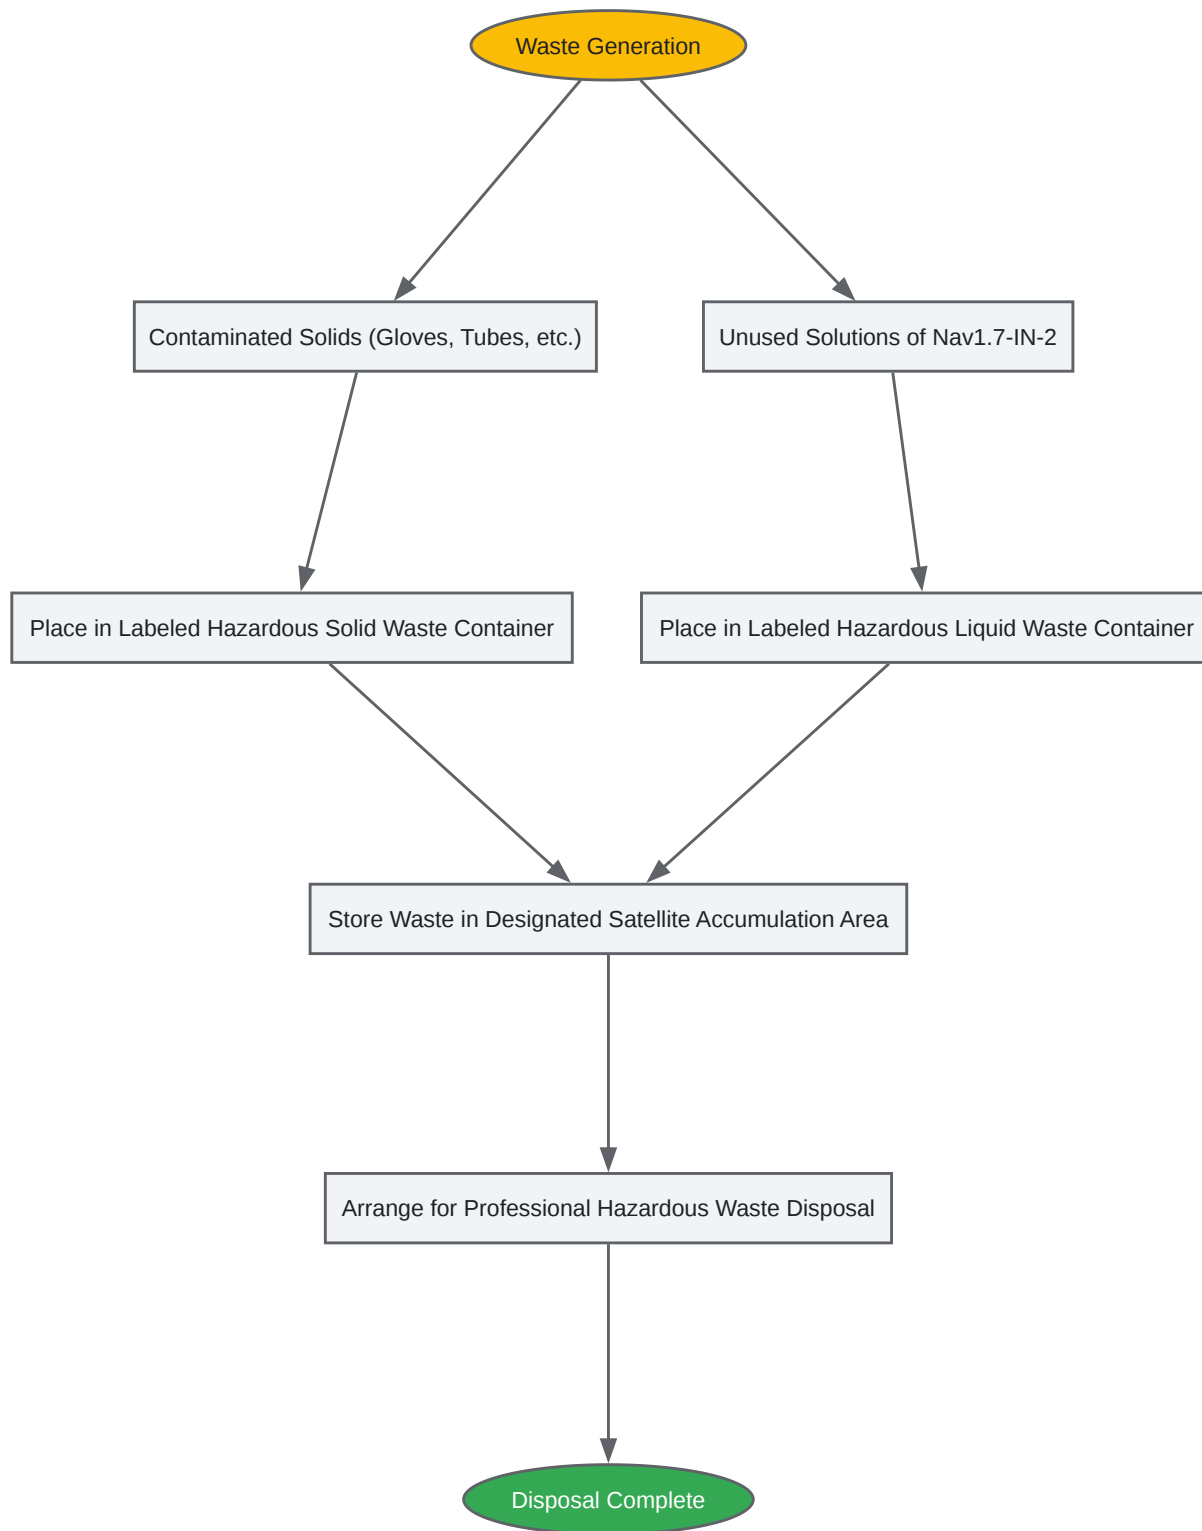 Waste Generation
Contaminated Solids (Gloves, Tubes, etc.)
Unused Solutions of Nav1.7-IN-2
Place in Labeled Hazardous Solid Waste Container
Place in Labeled Hazardous Liquid Waste Container
Store Waste in Designated Satellite Accumulation Area
Arrange for Professional Hazardous Waste Disposal
Disposal Complete